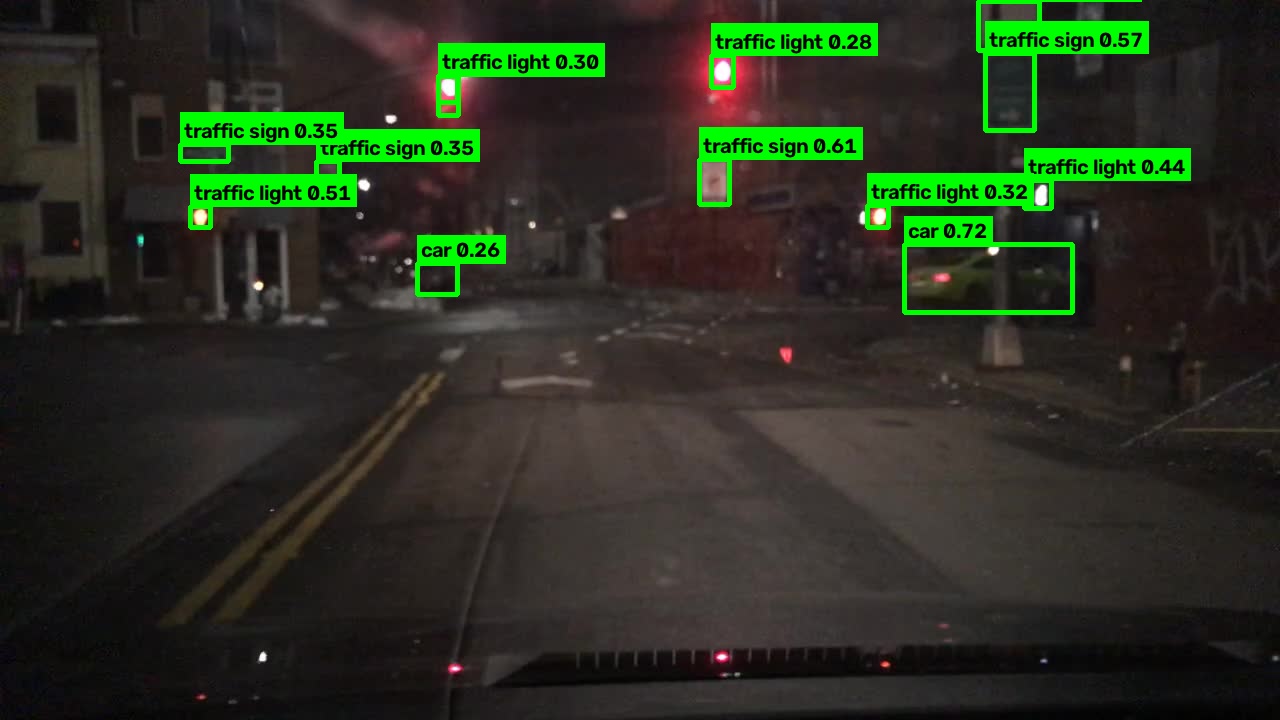 traffic light 0.28
traffic sign 0.57
traffic light 0.30
traffic sign 0.35
traffic sign 0.35
traffic sign 0.61
traffic light 0.44
traffic light 0.51
traffic light 0.32
car 0.72
car 0.26